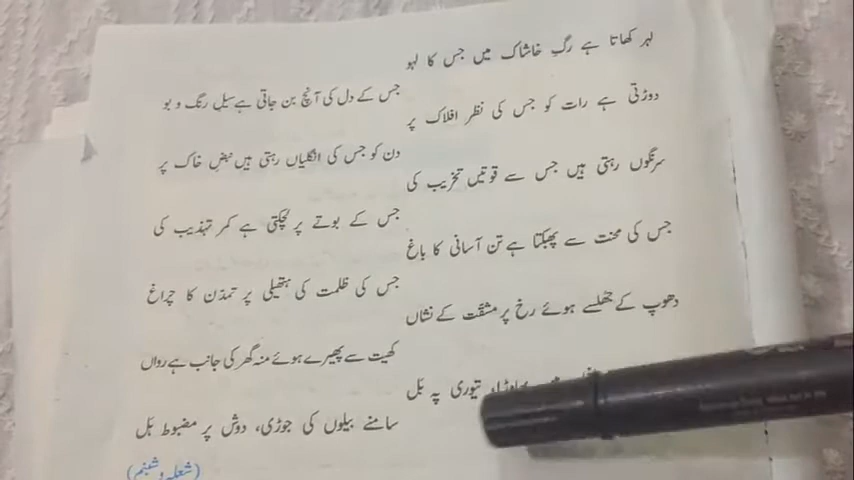 لہر کھاتا ہے رگِ خاشاک میں جس کا لہو
جس کے دل کی آنچ بن جاتی ہے سیلِ رنگ و بو
دوڑتی ہے رات کو جس کی نظر افلاک پر
دن کو جس کی انگلیاں رہتی ہیں نبضِ خاک پر
سرنگوں رہتی ہیں جس سے قوتیں تخریب کی
جس کے بوتے پر لچکتی ہے کمر تہذیب کی
جس کی محنت سے پھبکتا ہے تن آسانی کا باغ
جس کی ظلمت کی ہتھیلی پر تمدّن کا چراغ
دھوپ کے جھلسے ہوئے رخ پر مشقّت کے نشاں
کھیت سے پھیرے ہوئے منہ گھر کی جانب ہے رواں
تیوری پہ بَل
سامنے بیلوں کی جوڑی، دوش پر مضبوط ہَل
(شعلہ و شبنم)